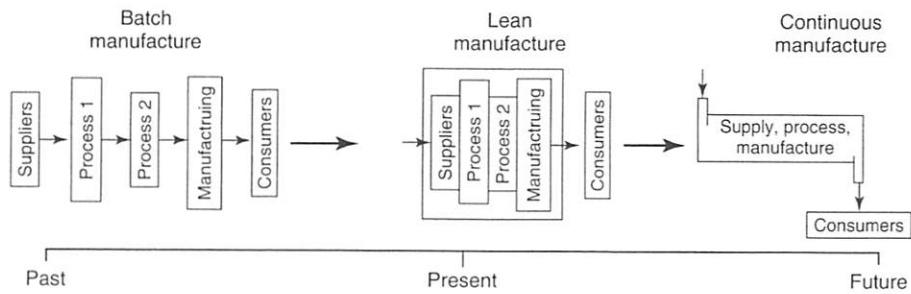 Batch
manufacture
Lean
manufacture
Continuous
manufacture
Suppliers
Process 1
Process 2
Manufactruing
Consumers
Suppliers
Process 1
Process 2
Manufactruing
Consumers
Supply, process,
manufacture
Consumers
Past
Present
Future